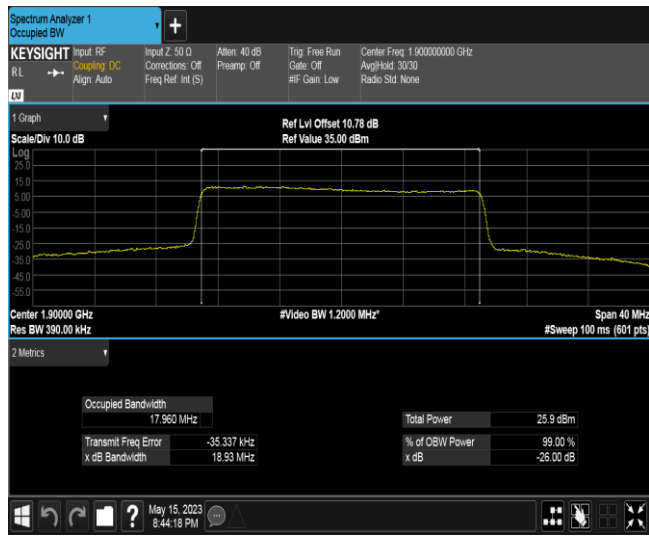 Spectrum Analyzer 1
Occupied BW
+
KEYSIGHT
RL
LXI
Input: RF
Coupling: DC
Align: Auto
Input Z: 50 Ω
Corrections: Off
Freq Ref: Int (S)
Atten: 40 dB
Preamp: Off
Trig: Free Run
Gate: Off
#IF Gain: Low
Center Freq: 1.900000000 GHz
Avg|Hold: 30/30
Radio Std: None
1 Graph
Scale/Div 10.0 dB
Ref Lvl Offset 10.78 dB
Ref Value 35.00 dBm
Log
25.0
15.0
5.00
-5.00
-15.0
-25.0
-35.0
-45.0
-55.0
Center 1.90000 GHz
#Video BW 1.2000 MHz*
Span 40 MHz
Res BW 390.00 kHz
#Sweep 100 ms (601 pts)
2 Metrics
Occupied Bandwidth
17.960 MHz
Total Power 25.9 dBm
Transmit Freq Error -35.337 kHz
% of OBW Power 99.00 %
x dB Bandwidth 18.93 MHz
x dB -26.00 dB
?
May 15, 2023
8:44:18 PM